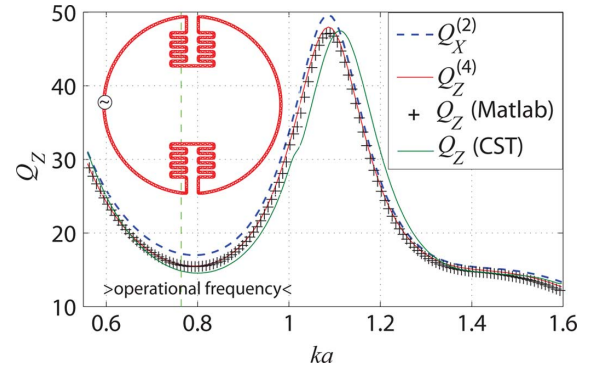 50
40
30
20
10
Q_Z
Q_X^(2)
Q_Z^(4)
+ Q_Z (Matlab)
Q_Z (CST)
~
>operational frequency<
0.6 0.8 1 1.2 1.4 1.6
ka